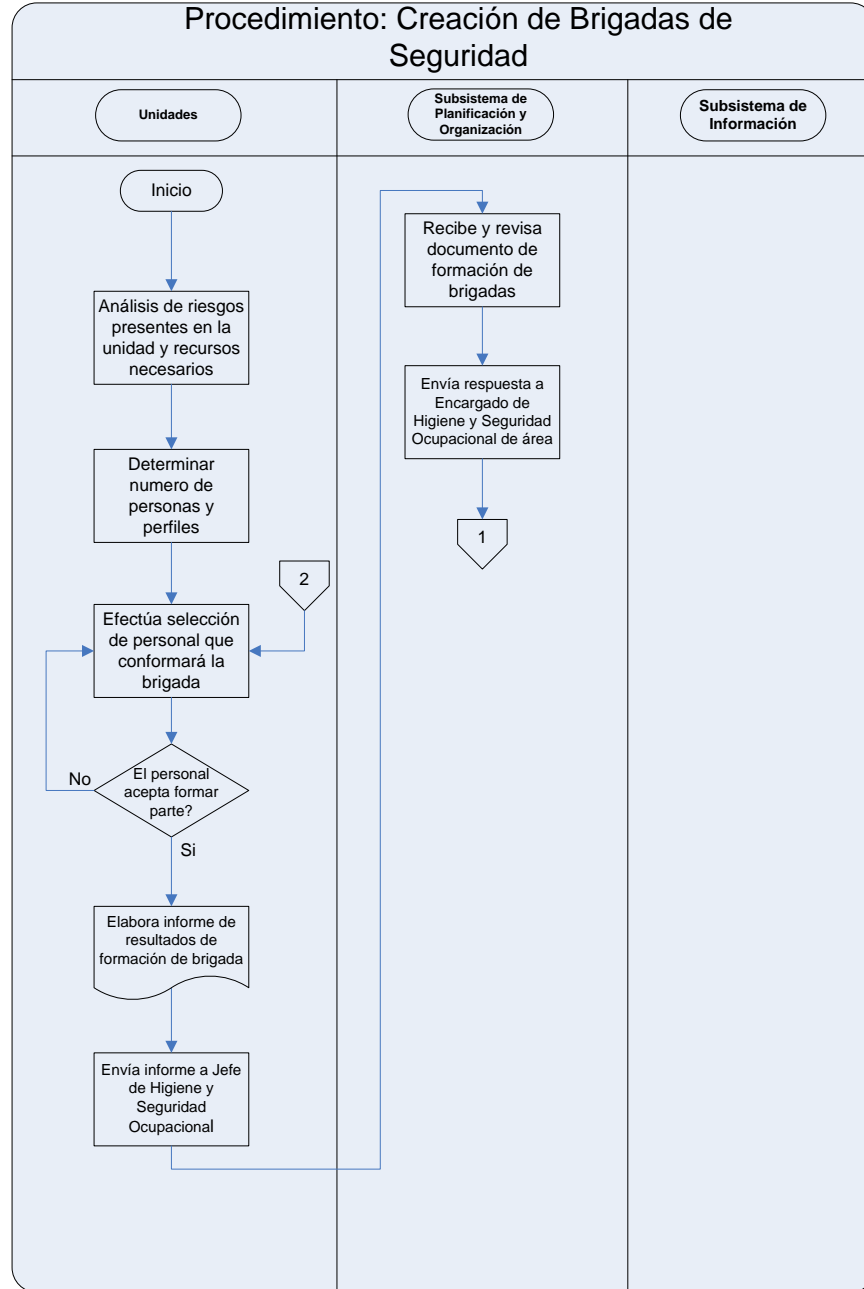 Procedimiento: Creación de Brigadas de
Seguridad
Unidades
Subsistema de
Planificación y
Organización
Subsistema de
Información
Inicio
Análisis de riesgos
presentes en la
unidad y recursos
necesarios
Determinar
numero de
personas y
perfiles
2
Efectúa selección
de personal que
conformará la
brigada
No
El personal
acepta formar
parte?
Si
Elabora informe de
resultados de
formación de brigada
Envía informe a Jefe
de Higiene y
Seguridad
Ocupacional
Recibe y revisa
documento de
formación de
brigadas
Envía respuesta a
Encargado de
Higiene y Seguridad
Ocupacional de área
1